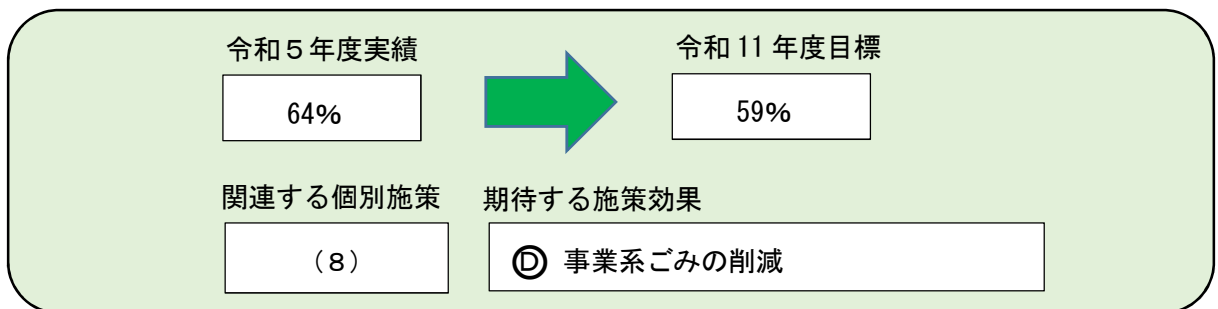 令和５年度実績 令和 11 年度目標
64% 59%
関連する個別施策 期待する施策効果
（８） Ⓓ 事業系ごみの削減